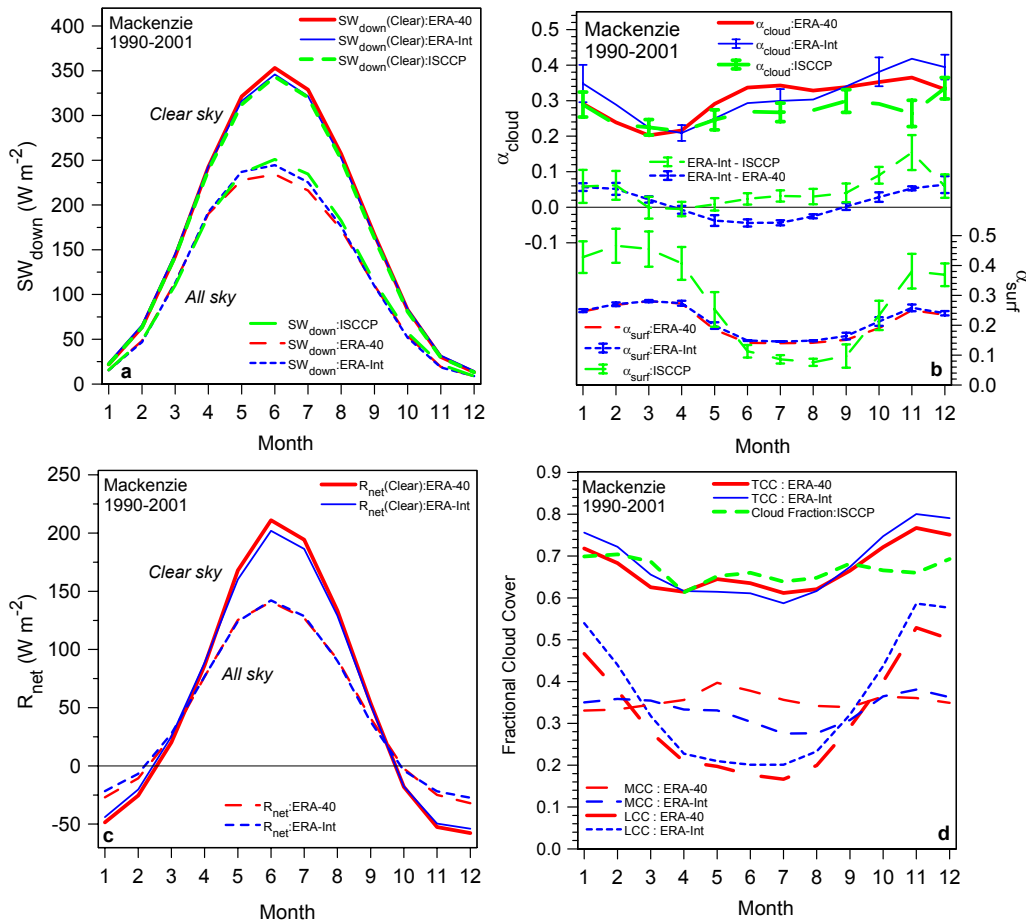 Mackenzie
1990-2001
SW_down(Clear):ERA-40
SW_down(Clear):ERA-Int
SW_down(Clear):ISCCP
Clear sky
All sky
SW_down:ISCCP
SW_down:ERA-40
SW_down:ERA-Int
a
SW_down (W m^-2)
400
350
300
250
200
150
100
50
0
1 2 3 4 5 6 7 8 9 10 11 12
Month
Mackenzie
1990-2001
α_cloud:ERA-40
α_cloud:ERA-Int
α_cloud:ISCCP
ERA-Int - ISCCP
ERA-Int - ERA-40
α_surf:ERA-40
α_surf:ERA-Int
α_surf:ISCCP
b
α_cloud
0.5
0.4
0.3
0.2
0.1
0.0
-0.1
α_surf
0.5
0.4
0.3
0.2
0.1
0.0
1 2 3 4 5 6 7 8 9 10 11 12
Month
Mackenzie
1990-2001
R_net(Clear):ERA-40
R_net(Clear):ERA-Int
Clear sky
All sky
R_net:ERA-40
R_net:ERA-Int
c
R_net (W m^-2)
250
200
150
100
50
0
-50
1 2 3 4 5 6 7 8 9 10 11 12
Month
Mackenzie
1990-2001
TCC : ERA-40
TCC : ERA-Int
Cloud Fraction:ISCCP
MCC : ERA-40
MCC : ERA-Int
LCC : ERA-40
LCC : ERA-Int
d
Fractional Cloud Cover
0.9
0.8
0.7
0.6
0.5
0.4
0.3
0.2
0.1
0.0
1 2 3 4 5 6 7 8 9 10 11 12
Month